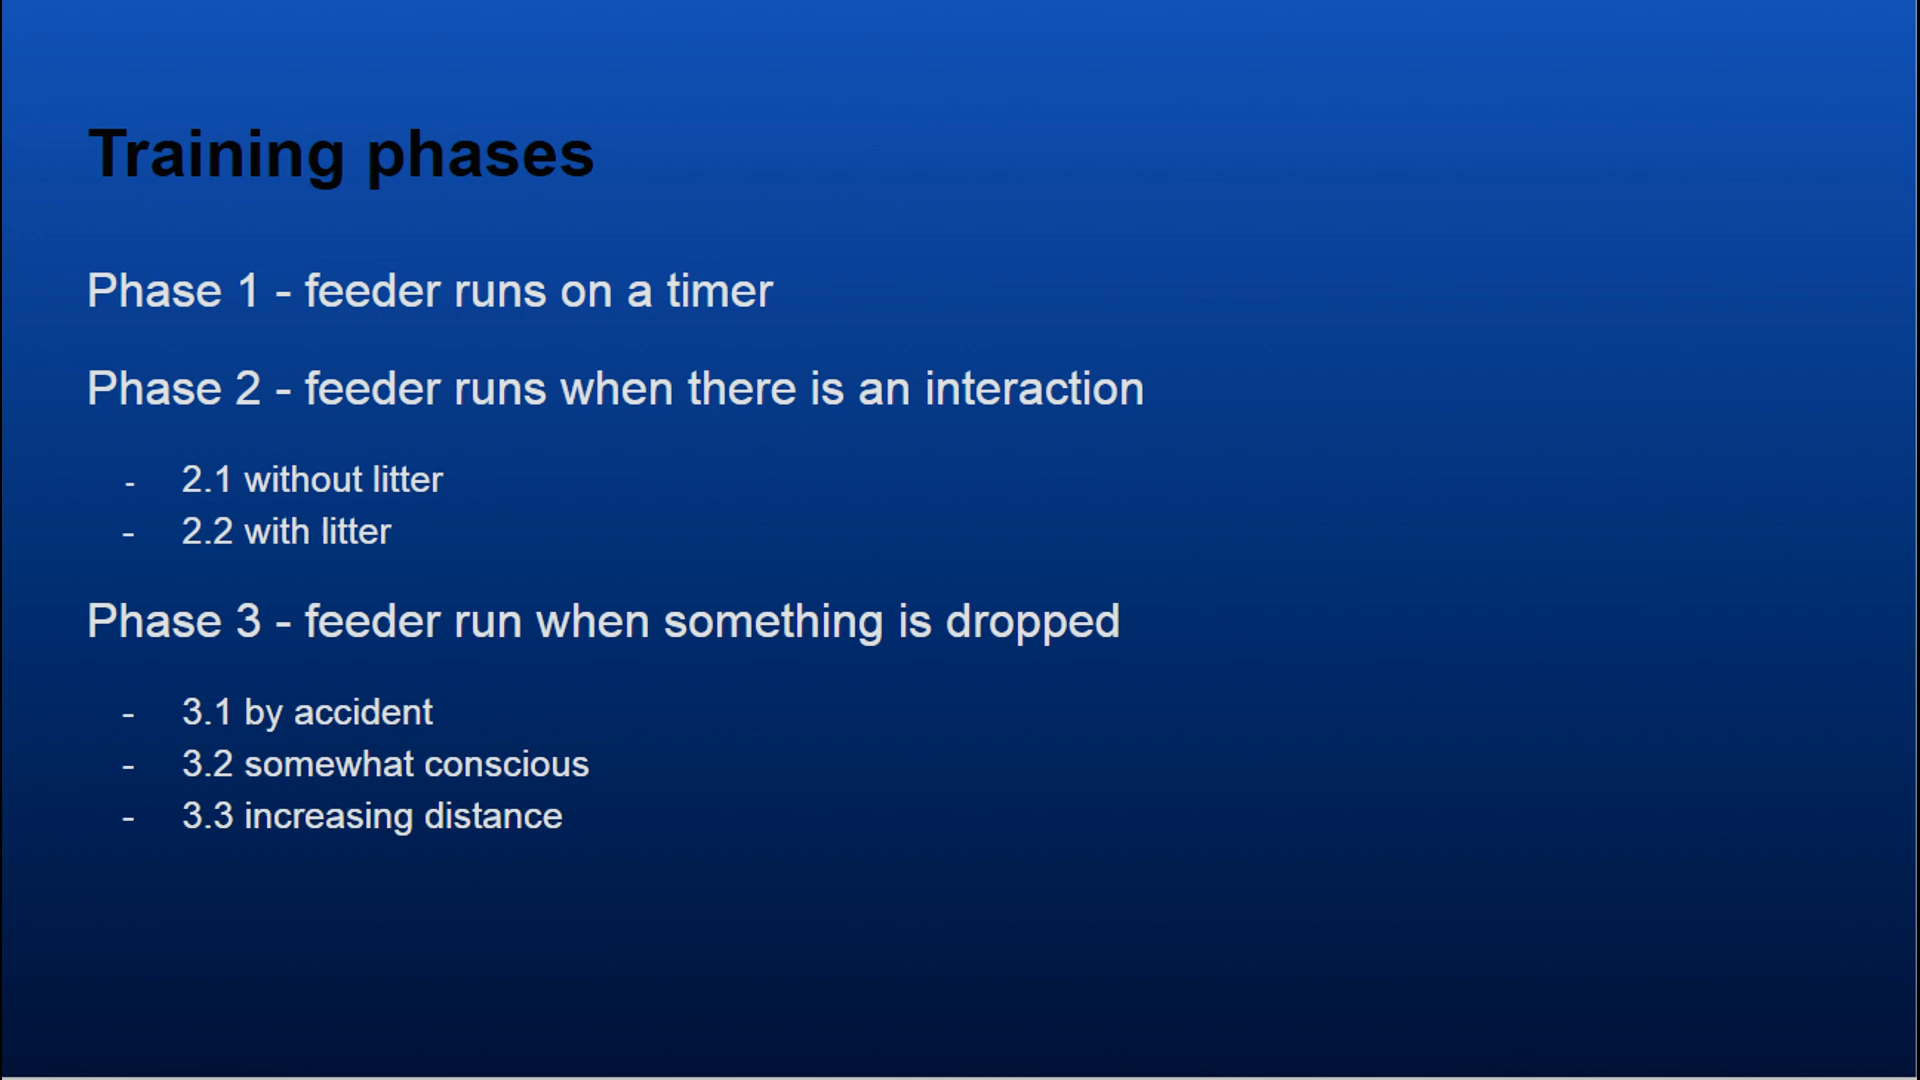 Training phases
Phase 1 - feeder runs on a timer
Phase 2 - feeder runs when there is an interaction
- 2.1 without litter
- 2.2 with litter
Phase 3 - feeder run when something is dropped
- 3.1 by accident
- 3.2 somewhat conscious
- 3.3 increasing distance